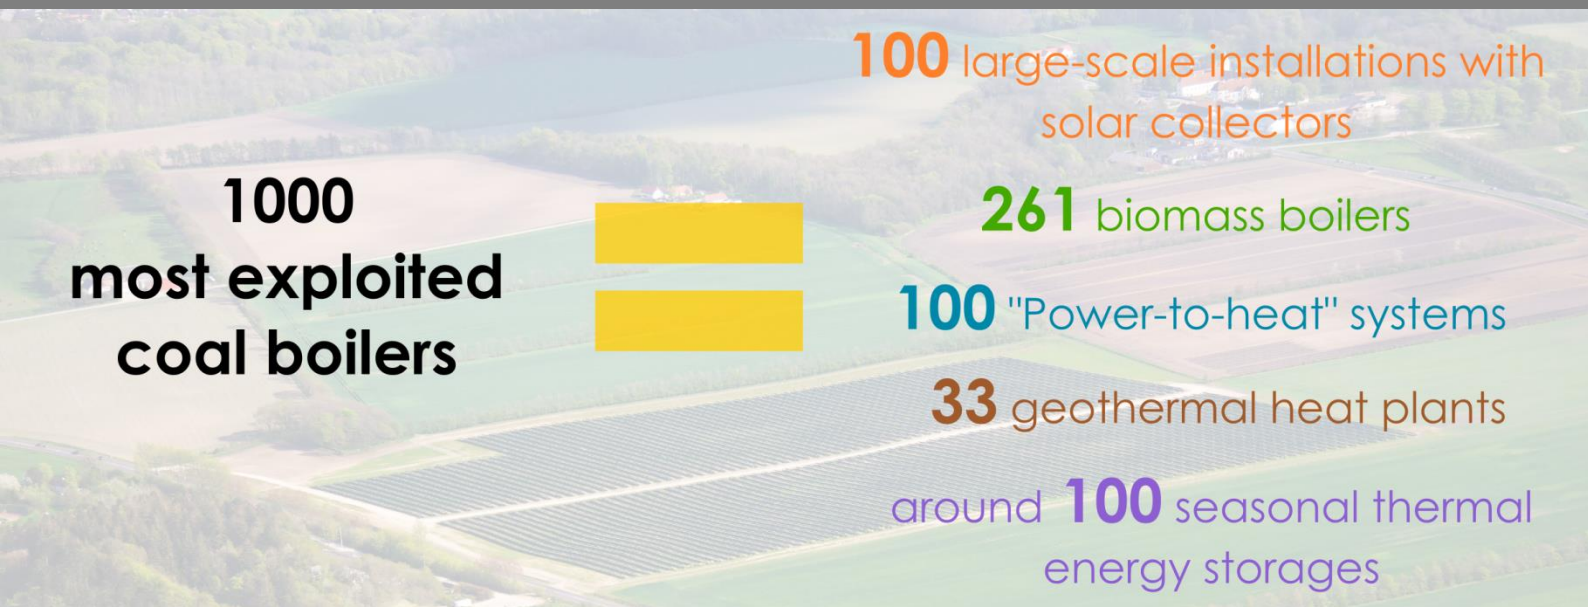 1000
most exploited
coal boilers
100 large-scale installations with
solar collectors
261 biomass boilers
100 "Power-to-heat" systems
33 geothermal heat plants
around 100 seasonal thermal
energy storages